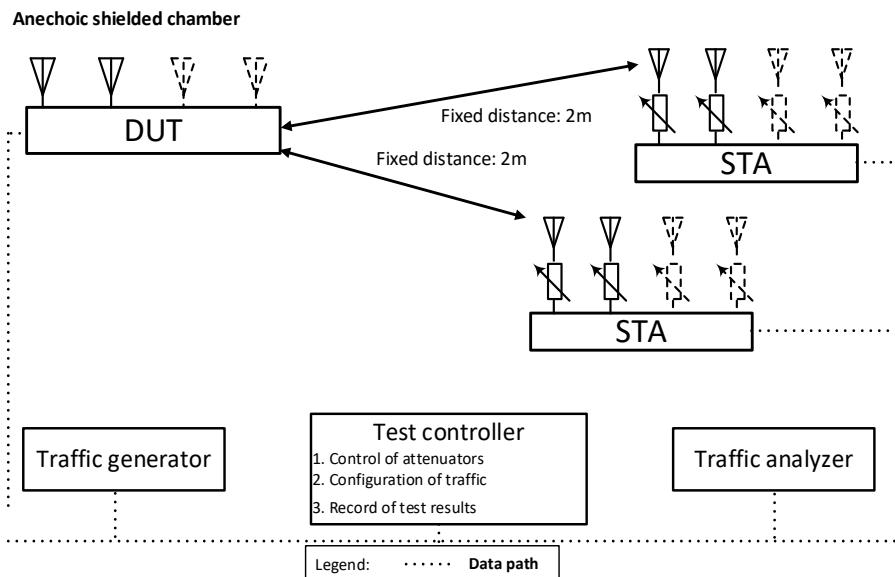 Anechoic shielded chamber
DUT
Fixed distance: 2m
STA
Fixed distance: 2m
STA
Traffic generator
Test controller
1. Control of attenuators
2. Configuration of traffic
3. Record of test results
Traffic analyzer
Legend: Data path